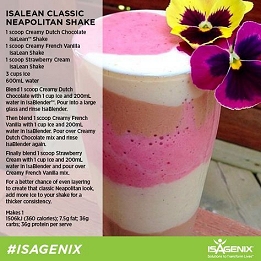 ISALEAN CLASSIC
NEAPOLITAN SHAKE
1 scoop Creamy Dutch Chocolate
IsaLean™ Shake
1 scoop Creamy French Vanilla
IsaLean Shake
1 scoop Strawberry Cream
IsaLean Shake
3 cups ice
600mL water
Blend 1 scoop Creamy Dutch
Chocolate with 1 cup ice and 200mL
water in IsaBlender™. Pour into a large
glass and rinse IsaBlender.
Then blend 1 scoop Creamy French
Vanilla with 1 cup ice and 200mL
water in IsaBlender. Pour over Creamy
Dutch Chocolate mix and rinse
IsaBlender again.
Finally blend 1 scoop Strawberry
Cream with 1 cup ice and 200mL
water in IsaBlender and pour over
Creamy French Vanilla mix.
For a better chance of even layering
to create that classic Neapolitan look,
add more ice to your shake for a
thicker consistency.
Makes 1
1506kJ (360 calories); 7.5g fat; 36g
carbs; 36g protein per serve
#ISAGENIX
ISAGENIX
Solutions to Transform Lives